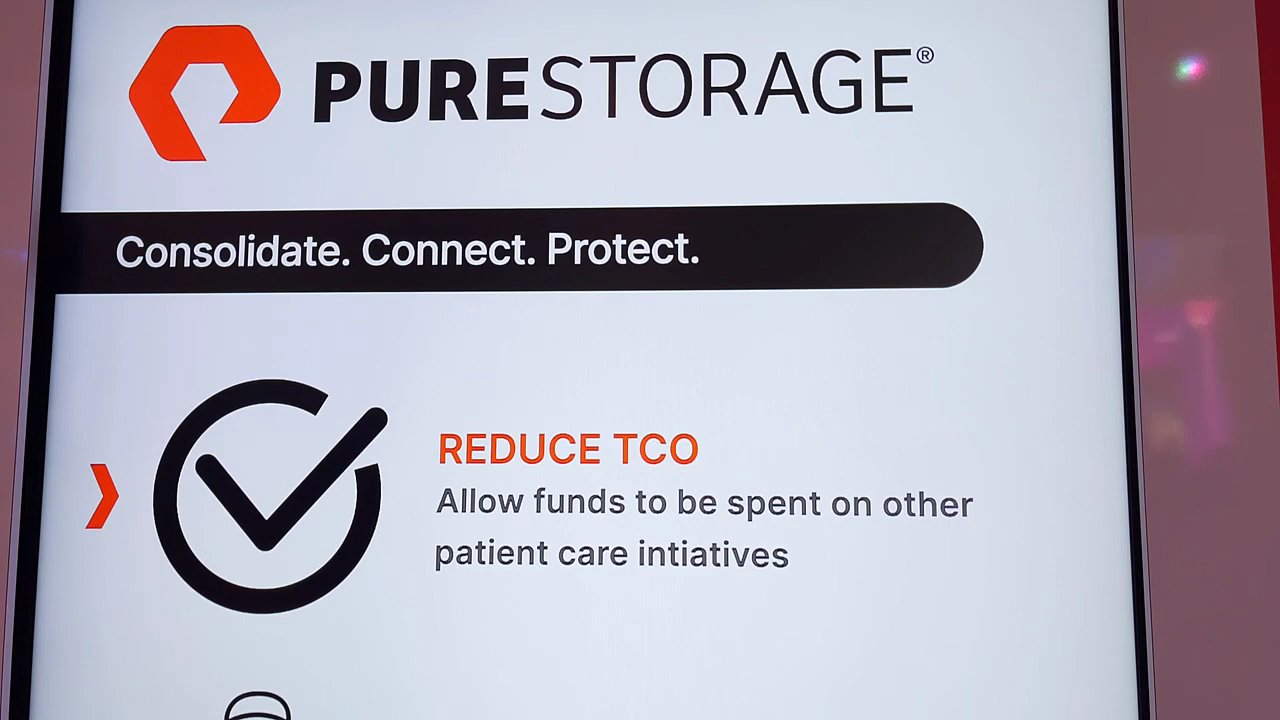 PURESTORAGE®
Consolidate. Connect. Protect.
REDUCE TCO
Allow funds to be spent on other
patient care intiatives